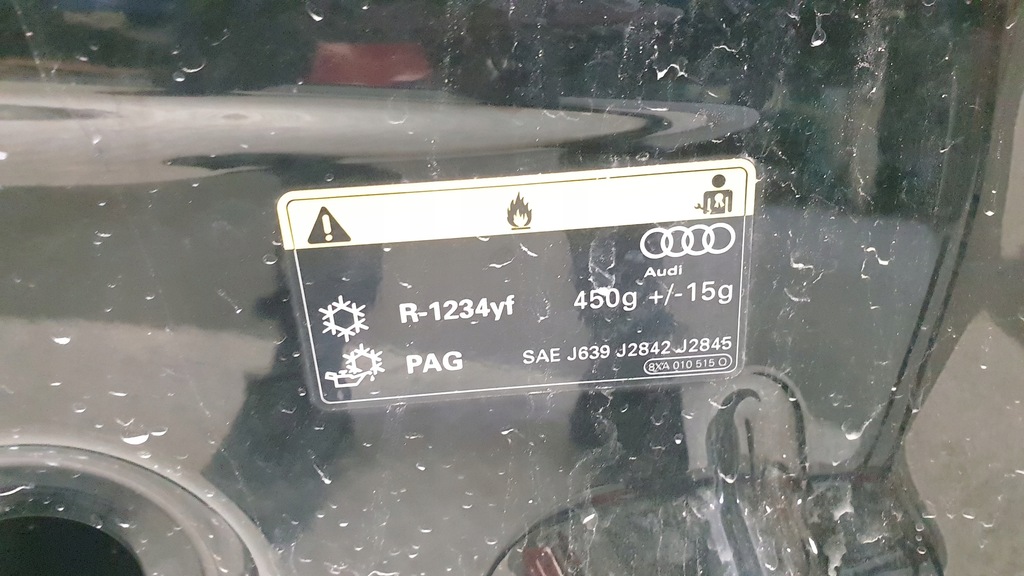 Audi
R-1234yf 450g +/-15g
PAG SAE J639 J2842 J2845
8XA 010 515 O